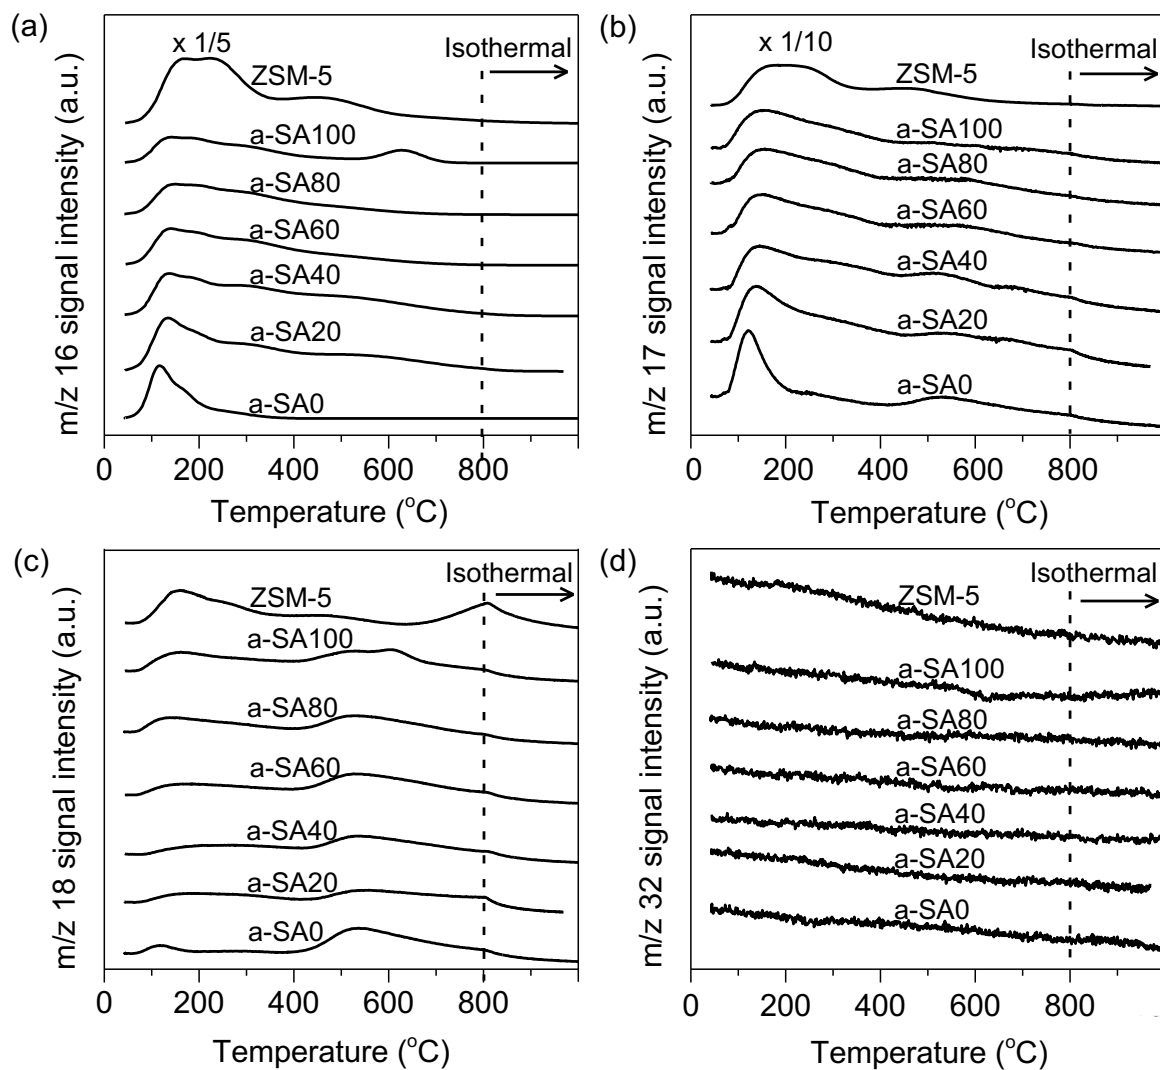 (a)
x 1/5
Isothermal
ZSM-5
a-SA100
a-SA80
a-SA60
a-SA40
a-SA20
a-SA0
m/z 16 signal intensity (a.u.)
0 200 400 600 800
Temperature (°C)
(b)
x 1/10
Isothermal
ZSM-5
a-SA100
a-SA80
a-SA60
a-SA40
a-SA20
a-SA0
m/z 17 signal intensity (a.u.)
0 200 400 600 800
Temperature (°C)
(c)
Isothermal
ZSM-5
a-SA100
a-SA80
a-SA60
a-SA40
a-SA20
a-SA0
m/z 18 signal intensity (a.u.)
0 200 400 600 800
Temperature (°C)
(d)
Isothermal
ZSM-5
a-SA100
a-SA80
a-SA60
a-SA40
a-SA20
a-SA0
m/z 32 signal intensity (a.u.)
0 200 400 600 800
Temperature (°C)